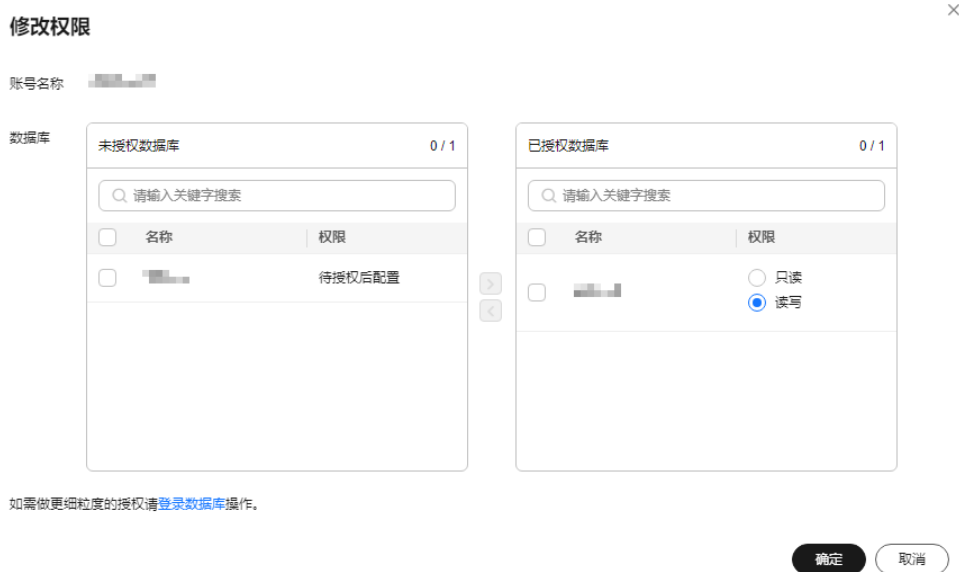 修改权限
账号名称
数据库
未授权数据库 0 / 1
请输入关键字搜索
名称 权限
待授权后配置
已授权数据库 0 / 1
请输入关键字搜索
名称 权限
只读
读写
如需做更细粒度的授权请登录数据库操作。
确定 取消